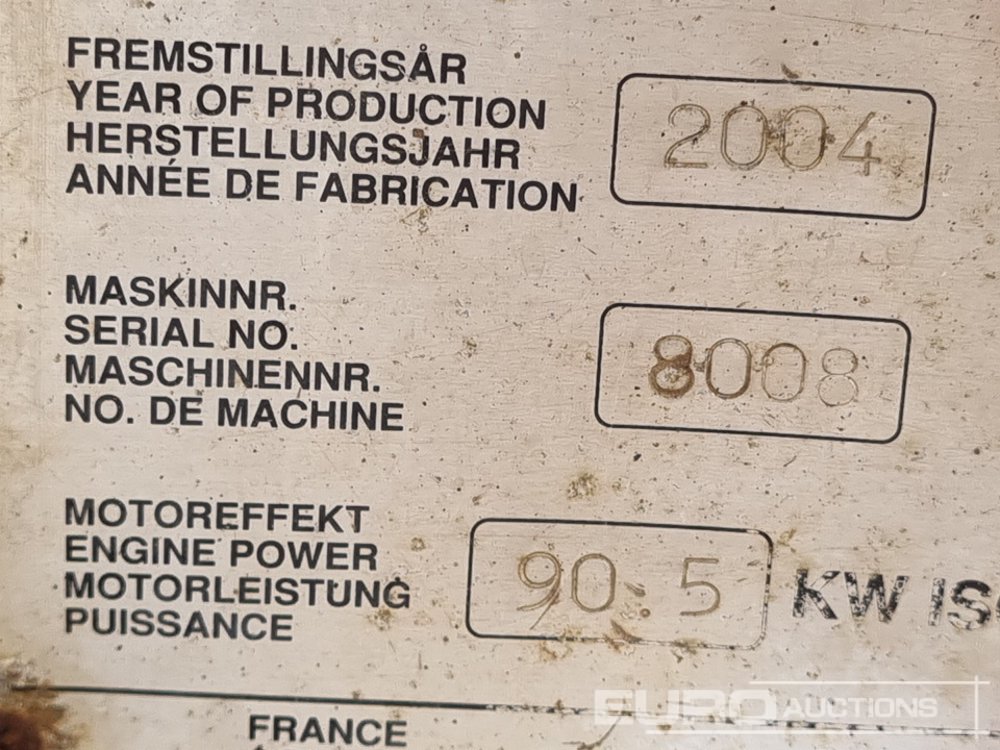 FREMSTILLINGSÅR
YEAR OF PRODUCTION
HERSTELLUNGSJAHR
ANNÉE DE FABRICATION
2004
MASKINNR.
SERIAL NO.
MASCHINENNR.
NO. DE MACHINE
8008
MOTOREFFEKT
ENGINE POWER
MOTORLEISTUNG
PUISSANCE
90.5 KW IS
FRANCE
EURO AUCTIONS